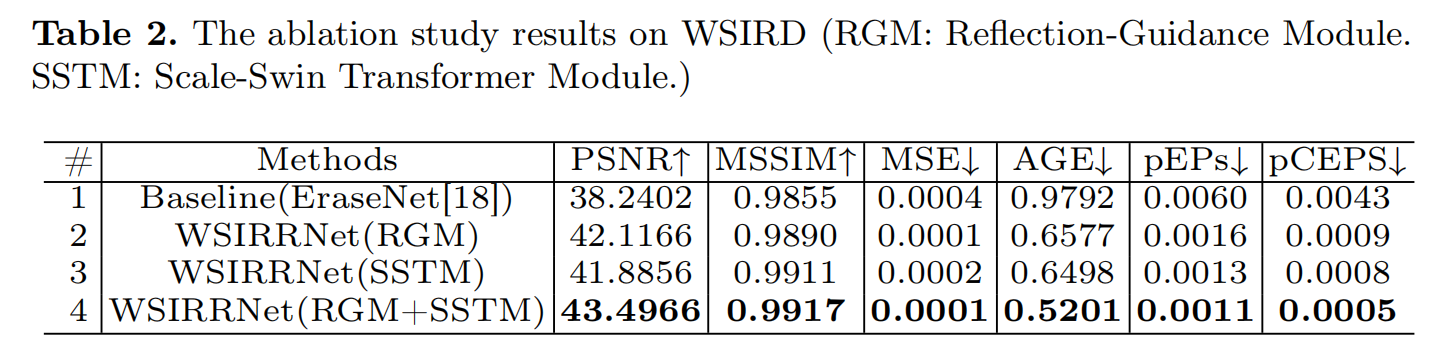 Table 2. The ablation study results on WSIRD (RGM: Reflection-Guidance Module.
SSTM: Scale-Swin Transformer Module.)
# Methods PSNR↑ MSSIM↑ MSE↓ AGE↓ pEPs↓ pCEPS↓
1 Baseline(EraseNet[18]) 38.2402 0.9855 0.0004 0.9792 0.0060 0.0043
2 WSIRRNet(RGM) 42.1166 0.9890 0.0001 0.6577 0.0016 0.0009
3 WSIRRNet(SSTM) 41.8856 0.9911 0.0002 0.6498 0.0013 0.0008
4 WSIRRNet(RGM+SSTM) 43.4966 0.9917 0.0001 0.5201 0.0011 0.0005